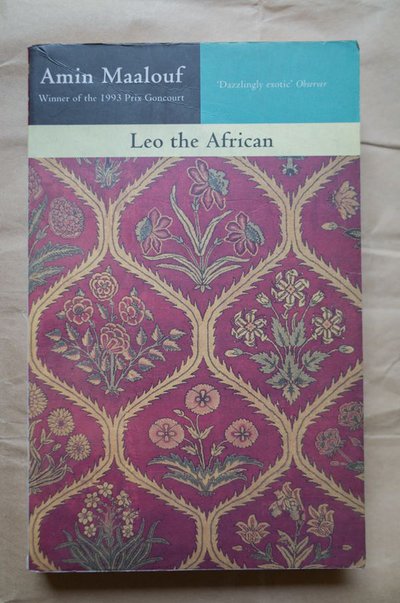 Amin Maalouf
Winner of the 1993 Prix Goncourt
'Dazzlingly exotic' Observer
Leo the African